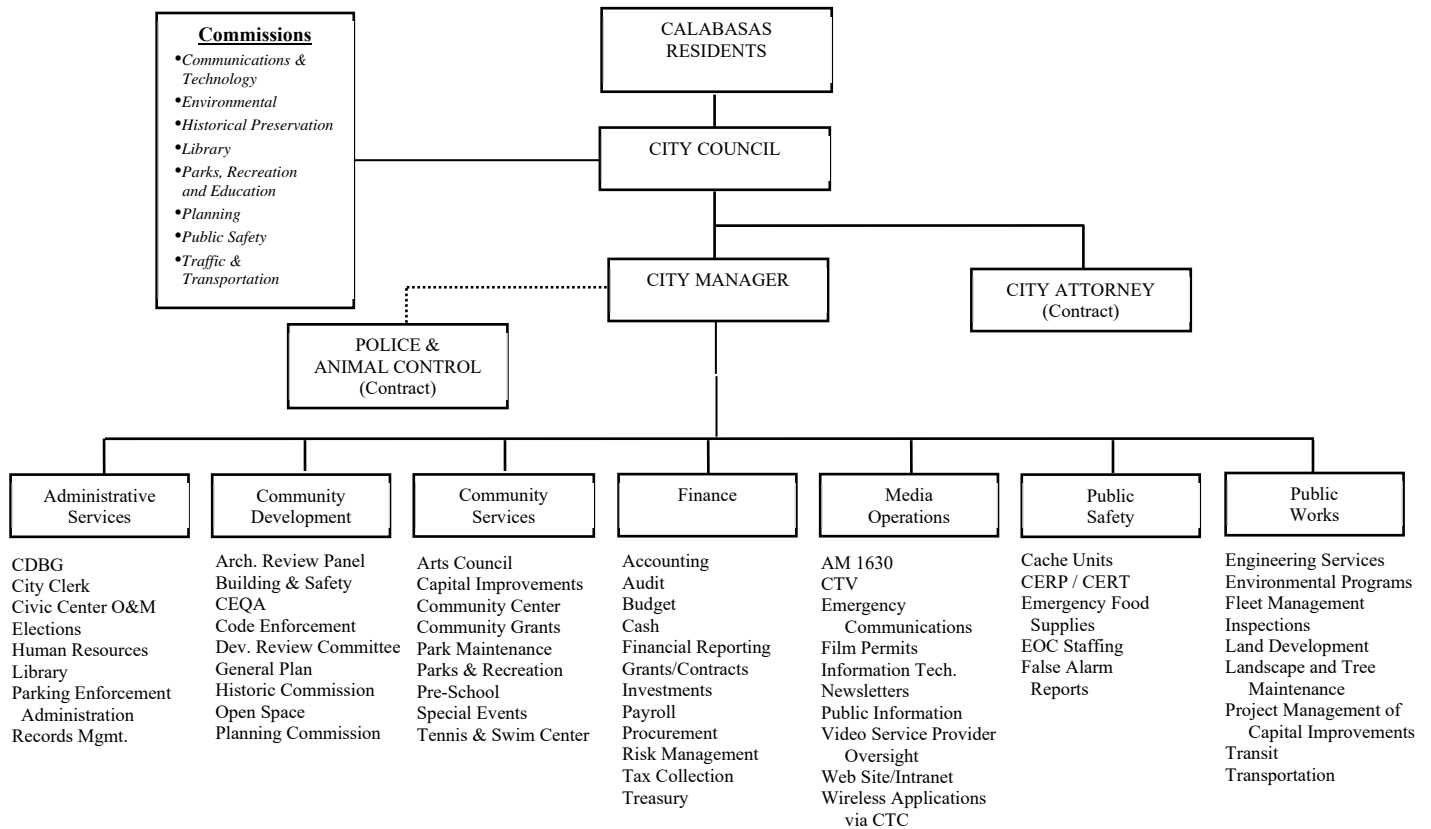 Commissions
•Communications &
Technology
•Environmental
•Historical Preservation
•Library
•Parks, Recreation
and Education
•Planning
•Public Safety
•Traffic &
Transportation
CALABASAS
RESIDENTS
CITY COUNCIL
CITY MANAGER
CITY ATTORNEY
(Contract)
POLICE &
ANIMAL CONTROL
(Contract)
Administrative
Services
CDBG
City Clerk
Civic Center O&M
Elections
Human Resources
Library
Parking Enforcement
Administration
Records Mgmt.
Community
Development
Arch. Review Panel
Building & Safety
CEQA
Code Enforcement
Dev. Review Committee
General Plan
Historic Commission
Open Space
Planning Commission
Community
Services
Arts Council
Capital Improvements
Community Center
Community Grants
Park Maintenance
Parks & Recreation
Pre-School
Special Events
Tennis & Swim Center
Finance
Accounting
Audit
Budget
Cash
Financial Reporting
Grants/Contracts
Investments
Payroll
Procurement
Risk Management
Tax Collection
Treasury
Media
Operations
AM 1630
CTV
Emergency
Communications
Film Permits
Information Tech.
Newsletters
Public Information
Video Service Provider
Oversight
Web Site/Intranet
Wireless Applications
via CTC
Public
Safety
Cache Units
CERP / CERT
Emergency Food
Supplies
EOC Staffing
False Alarm
Reports
Public
Works
Engineering Services
Environmental Programs
Fleet Management
Inspections
Land Development
Landscape and Tree
Maintenance
Project Management of
Capital Improvements
Transit
Transportation